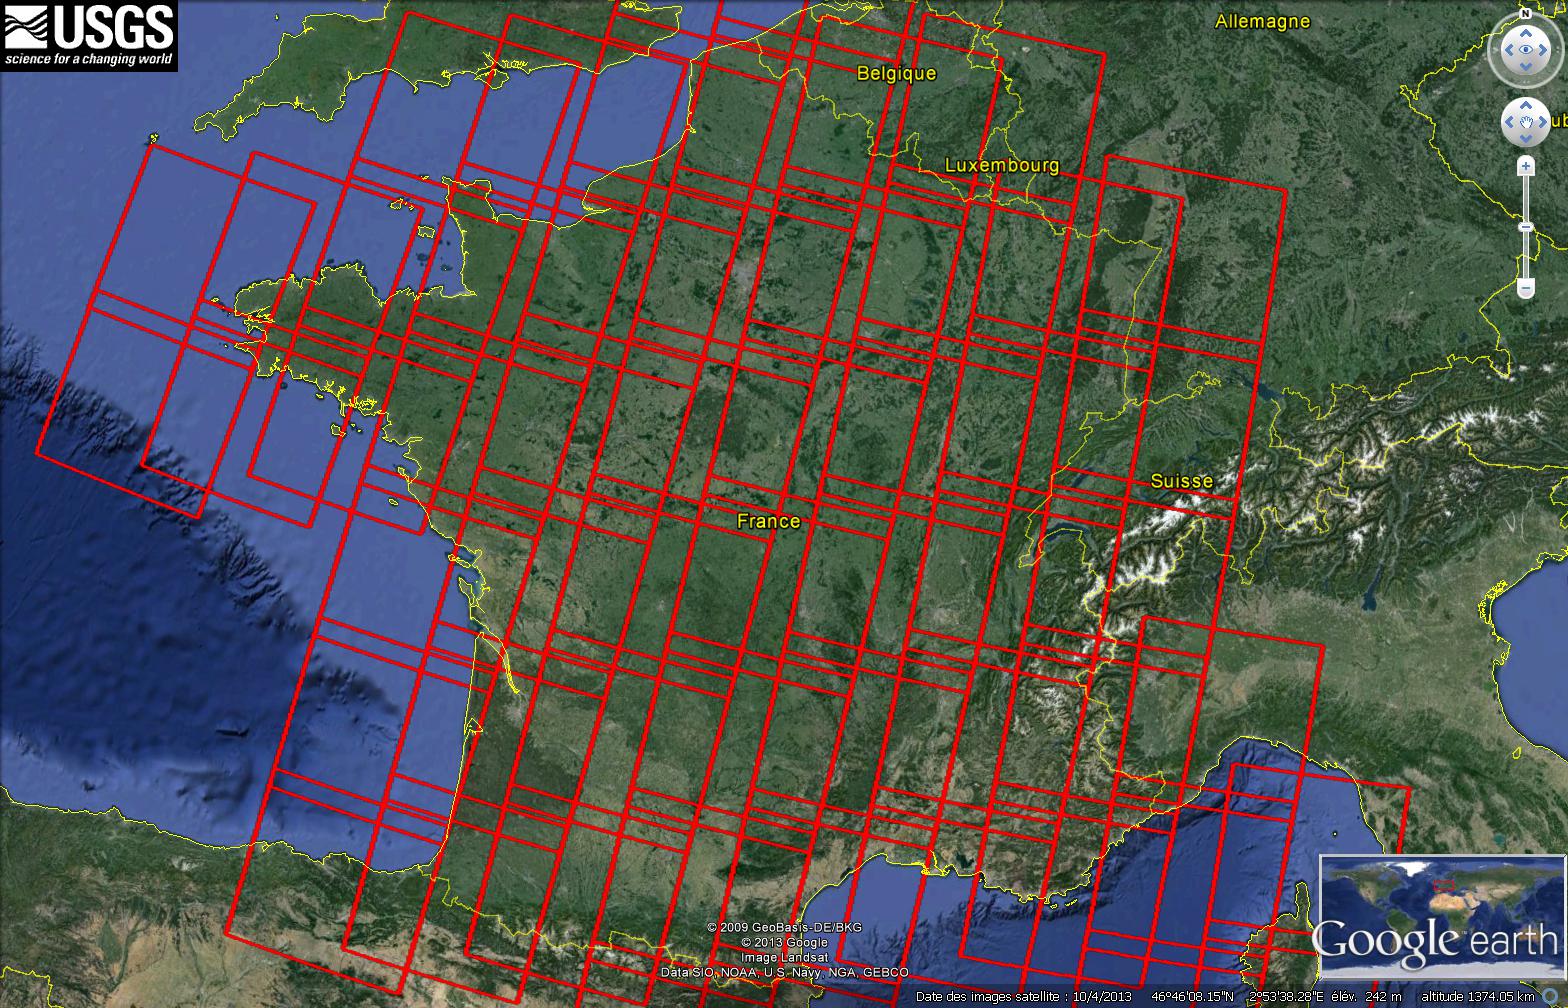 USGS
science for a changing world
Allemagne
N
Belgique
Luxembourg
Suisse
France
© 2009 GeoBasis-DE/BKG
© 2013 Google
Image Landsat
Data SIO, NOAA, U.S. Navy, NGA, GEBCO
Google earth
Date des images satellite : 10/4/2013 46°46'08.15"N 2°53'38.28"E élév. 242 m altitude 1374.05 km